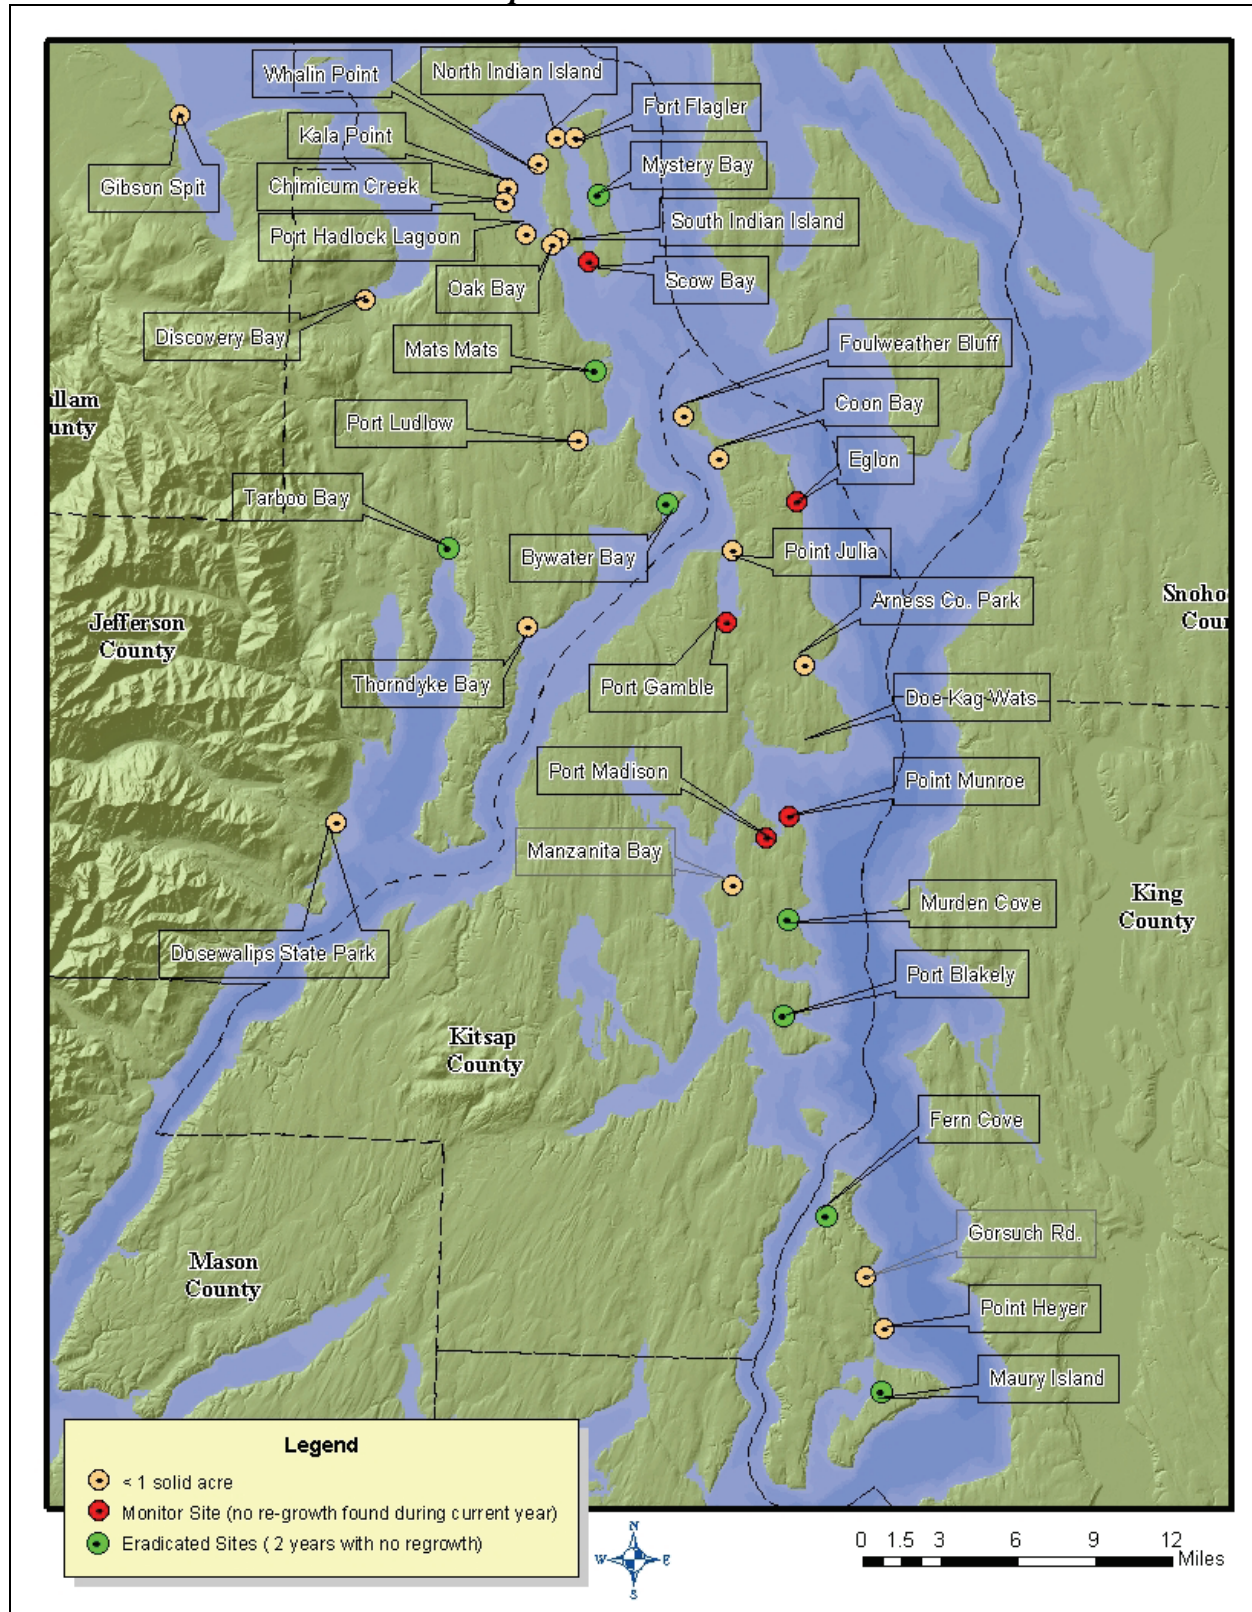 Whalin Point
North Indian Island
Fort Flagler
Kala Point
Mystery Bay
Gibson Spit
Chimicum Creek
South Indian Island
Port Hadlock Lagoon
Scow Bay
Oak Bay
Discovery Bay
Mats Mats
Foulweather Bluff
Coon Bay
llam
unty
Port Ludlow
Eglon
Tarboo Bay
Bywater Bay
Point Julia
Arness Co. Park
Snoho
Coun
Jefferson
County
Thorndyke Bay
Port Gamble
Doe-Kag-Wats
Port Madison
Point Munroe
Manzanita Bay
Murden Cove
King
County
Dosewalips State Park
Port Blakely
Kitsap
County
Fern Cove
Gorsuch Rd.
Mason
County
Point Heyer
Maury Island
Legend
< 1 solid acre
Monitor Site (no re-growth found during current year)
Eradicated Sites ( 2 years with no regrowth)
N
W E
S
0 1.5 3 6 9 12
Miles